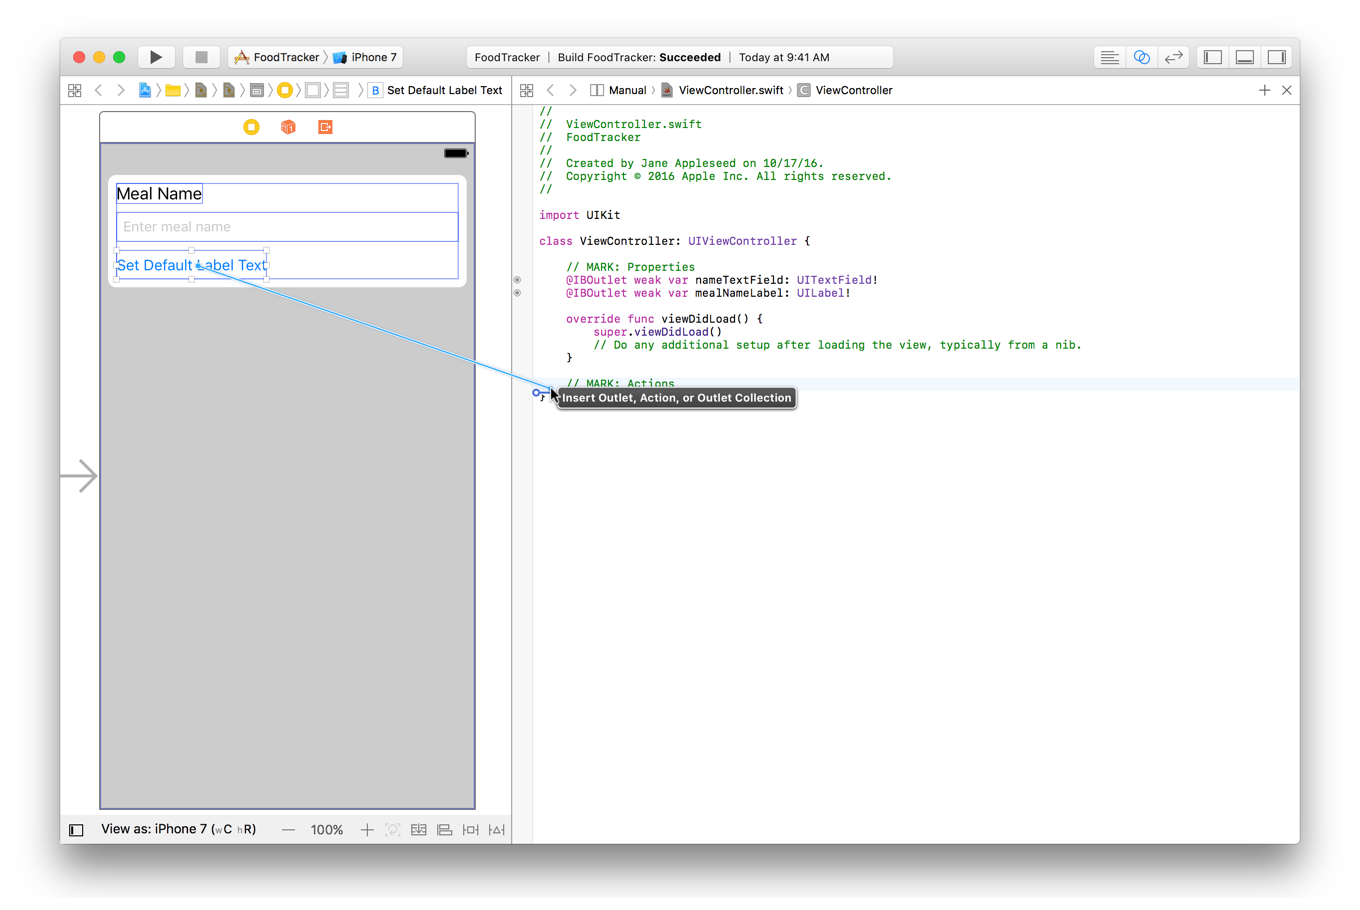 FoodTracker
iPhone 7
FoodTracker | Build FoodTracker: Succeeded | Today at 9:41 AM
B Set Default Label Text
Manual
ViewController.swift
C ViewController
Meal Name
Enter meal name
Set Default Label Text
View as: iPhone 7 (wC hR)
100%
//
//  ViewController.swift
//  FoodTracker
//
//  Created by Jane Appleseed on 10/17/16.
//  Copyright © 2016 Apple Inc. All rights reserved.
//
import UIKit
class ViewController: UIViewController {
// MARK: Properties
@IBOutlet weak var nameTextField: UITextField!
@IBOutlet weak var mealNameLabel: UILabel!
override func viewDidLoad() {
super.viewDidLoad()
// Do any additional setup after loading the view, typically from a nib.
}
// MARK: Actions
Insert Outlet, Action, or Outlet Collection
}